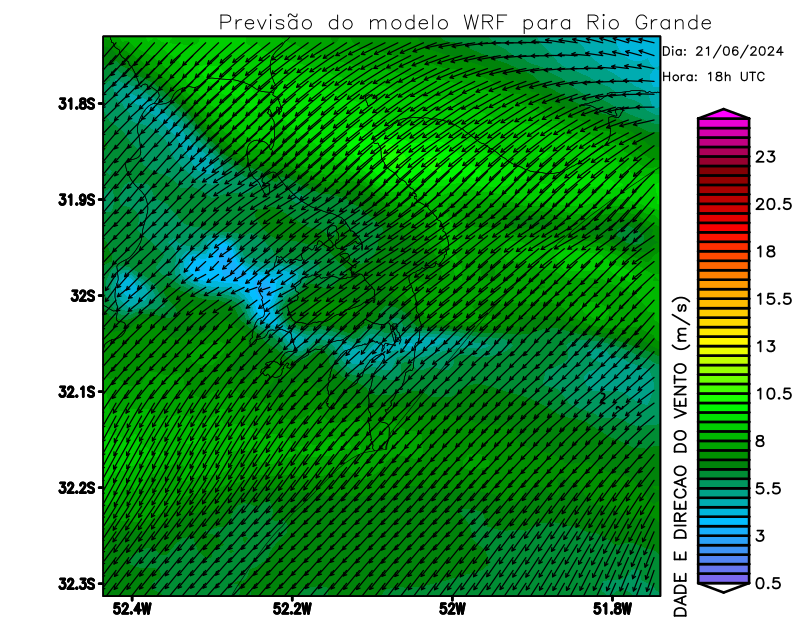 Previsão do modelo WRF para Rio Grande
Dia: 21/06/2024
Hora: 18h UTC
31.8S
31.9S
32S
32.1S
32.2S
32.3S
52.4W
52.2W
52W
51.8W
23
20.5
18
15.5
13
10.5
8
5.5
3
0.5
DADE E DIRECAO DO VENTO (m/s)